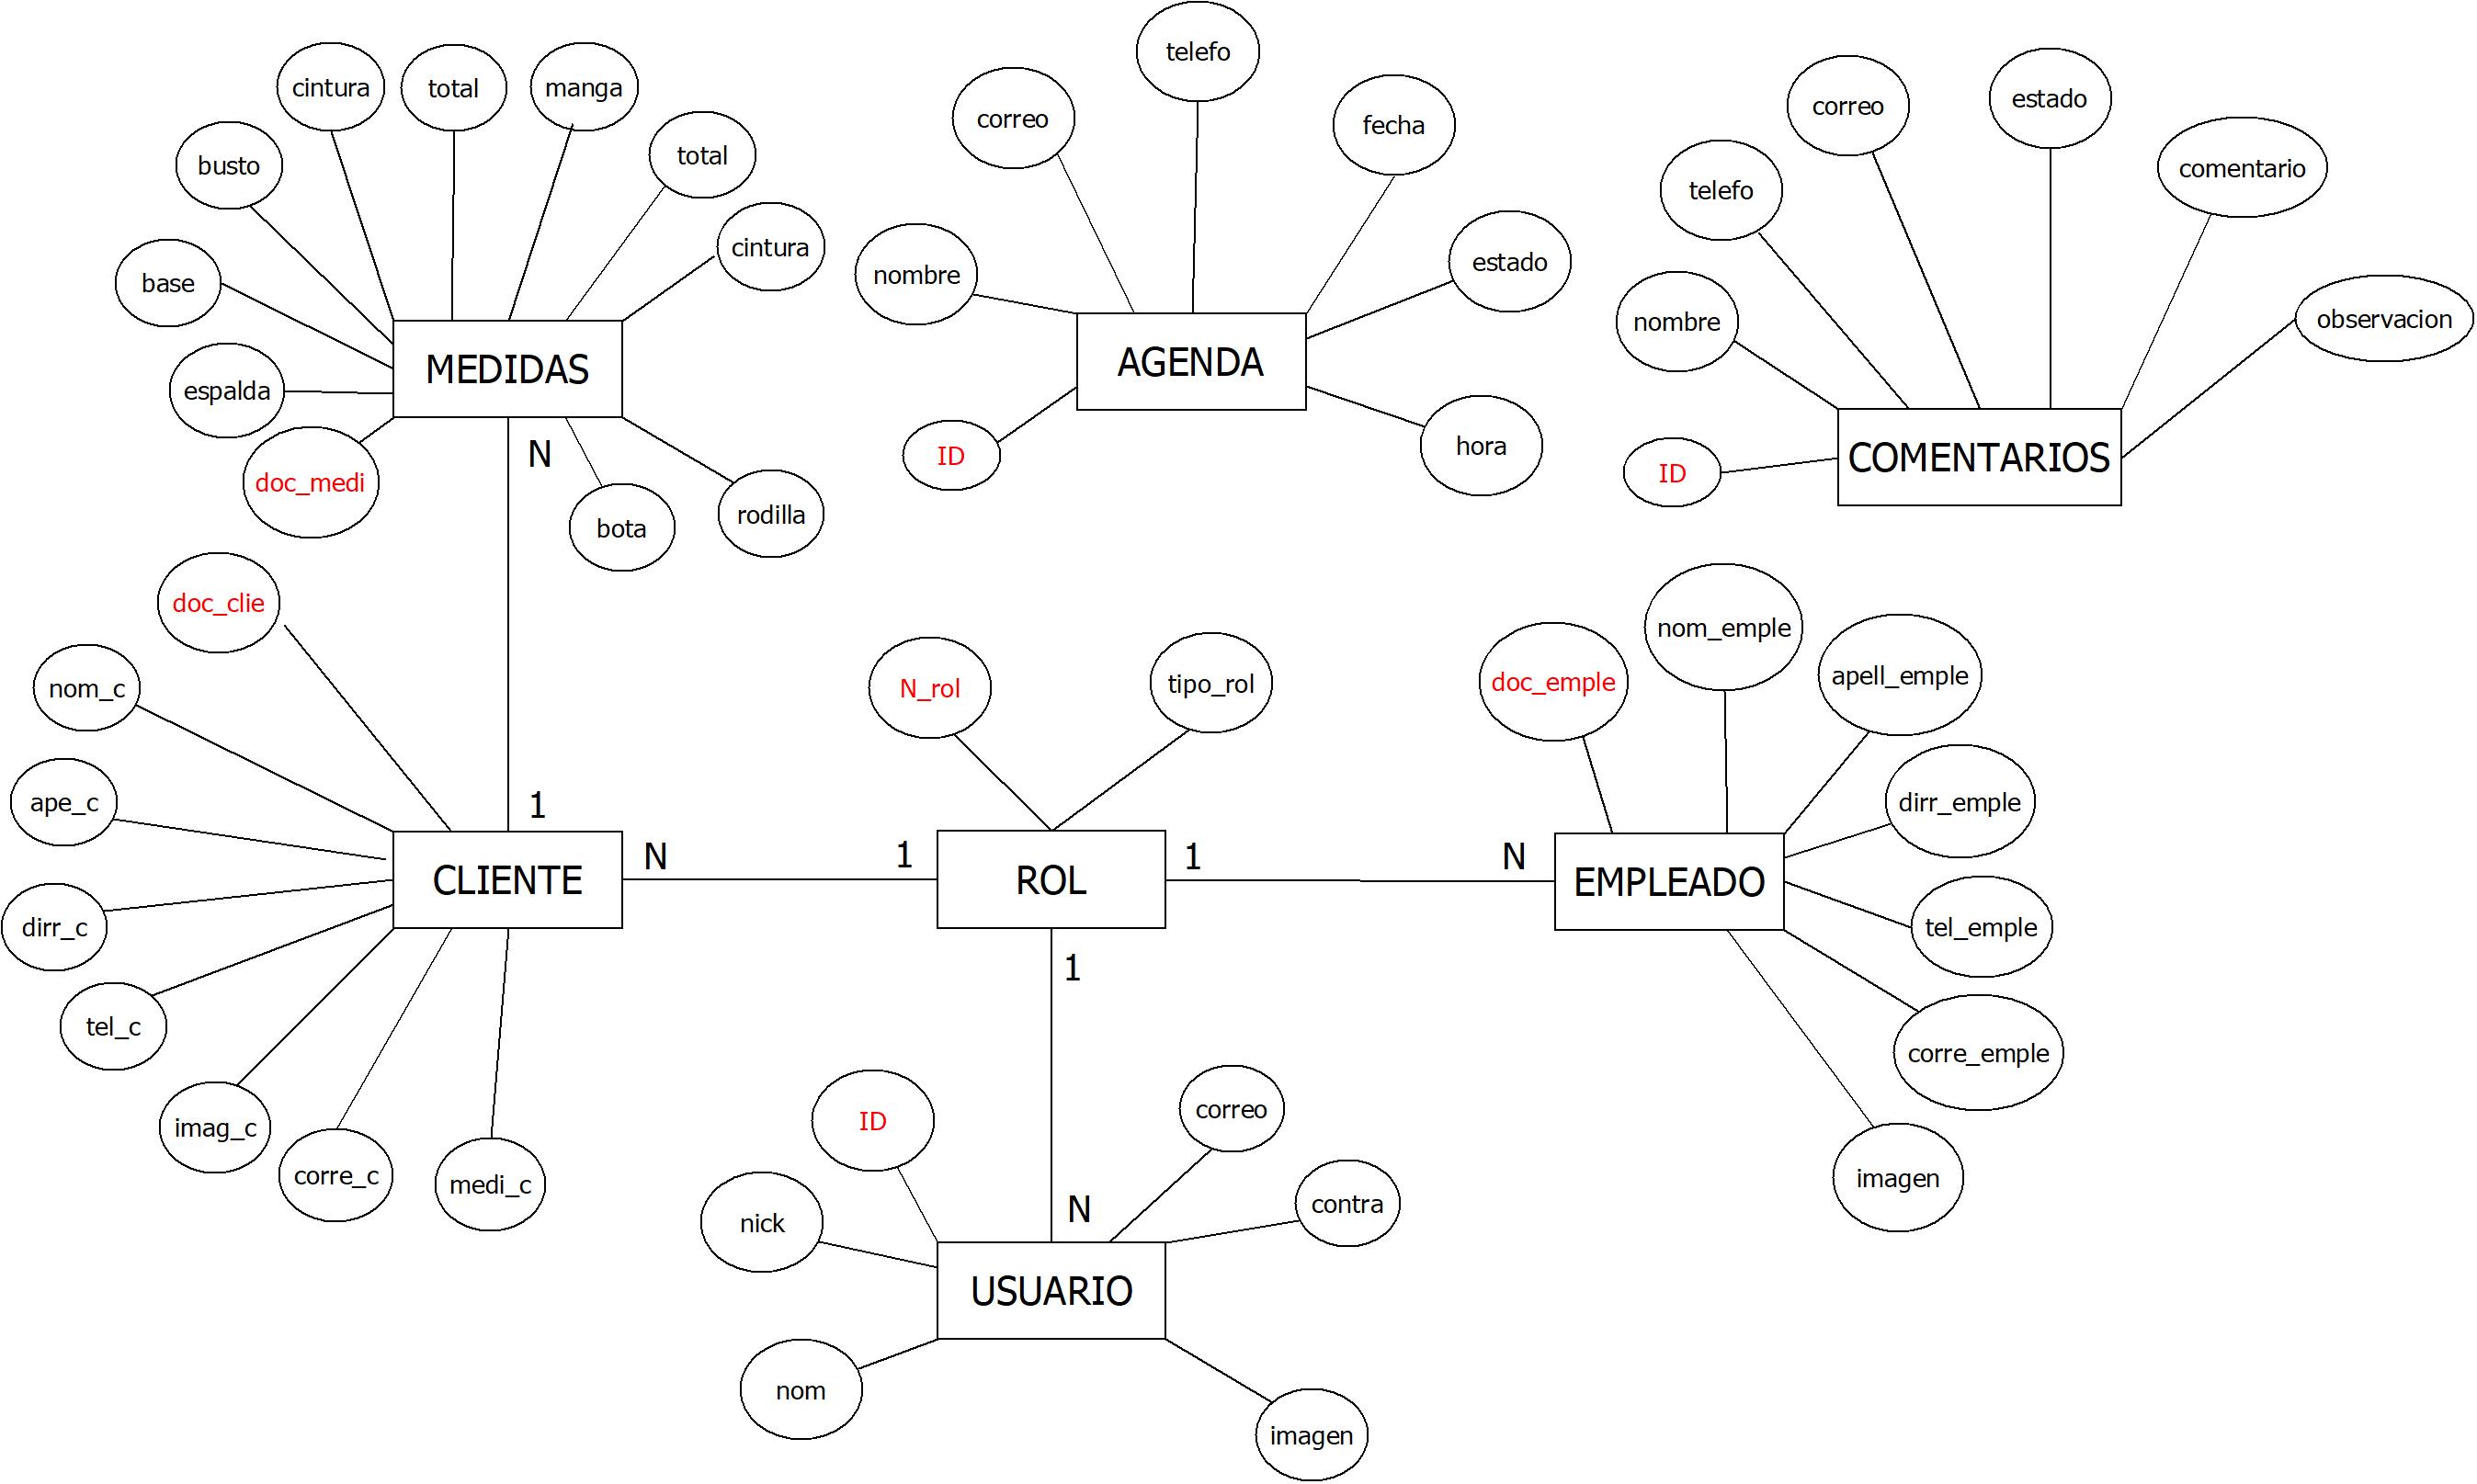 telefo
cintura
total
manga
correo
fecha
correo
estado
busto
total
telefo
comentario
base
cintura
nombre
estado
nombre
observacion
espalda
MEDIDAS
AGENDA
doc_medi
N
ID
hora
ID
COMENTARIOS
bota
rodilla
doc_clie
nom_c
N_rol
tipo_rol
doc_emple
nom_emple
apell_emple
ape_c
1
dirr_emple
CLIENTE
N
1
ROL
1
N
EMPLEADO
dirr_c
tel_emple
1
tel_c
corre_emple
imag_c
corre_c
medi_c
ID
correo
imagen
nick
N
contra
USUARIO
nom
imagen